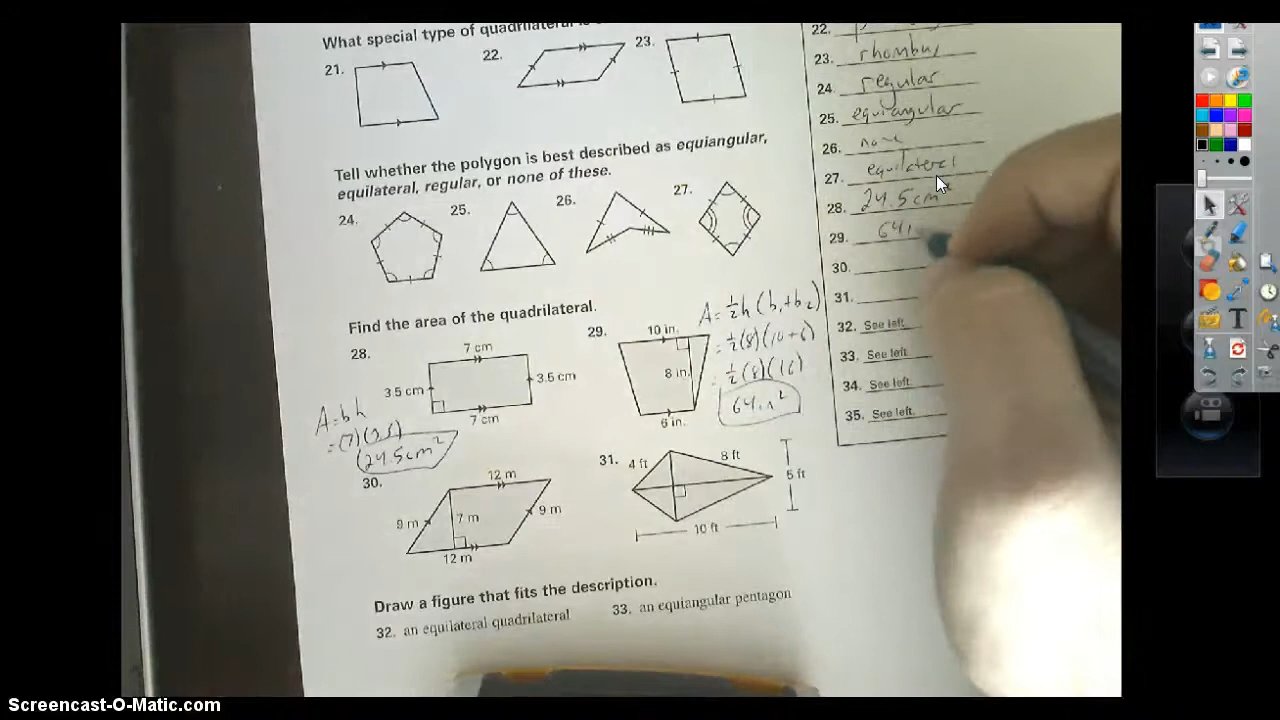 What special type of quadrilateral is
21.
22.
23.
22.
23. rhombus
24. regular
25. equiangular
26. none
27. equilateral
28. 24.5 cm²
29. 64 i
30.
31.
32. See left.
33. See left.
34. See left.
35. See left.
Tell whether the polygon is best described as equiangular,
equilateral, regular, or none of these.
24.
25.
26.
27.
Find the area of the quadrilateral.
28.
7 cm
3.5 cm
3.5 cm
7 cm
A = bh
= (7)(3.5)
24.5 cm²
29.
10 in.
8 in.
6 in.
A = ½h (b₁+b₂)
= ½(8)(10+6)
= ½(8)(16)
64 in²
30.
12 m
9 m
7 m
9 m
12 m
31.
4 ft
8 ft
5 ft
10 ft
Draw a figure that fits the description.
32. an equilateral quadrilateral
33. an equiangular pentagon
T
Screencast-O-Matic.com